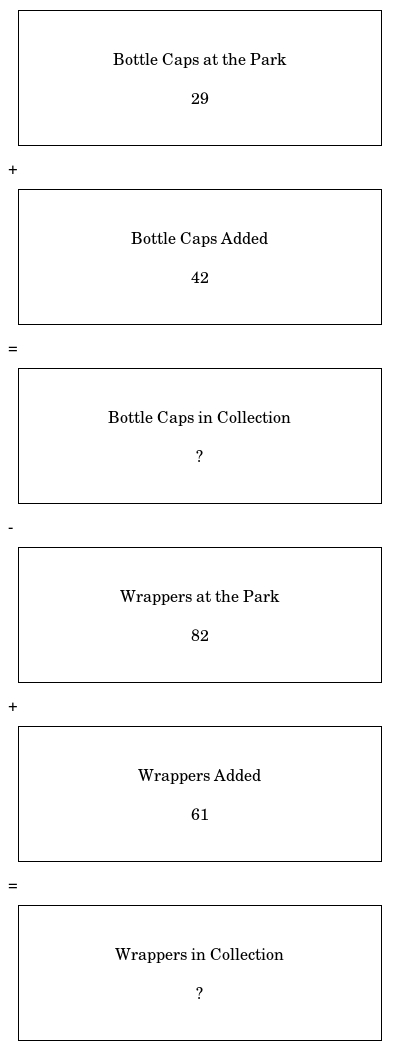 Bottle Caps at the Park
29
+
Bottle Caps Added
42
=
Bottle Caps in Collection
?
-
Wrappers at the Park
82
+
Wrappers Added
61
=
Wrappers in Collection
?